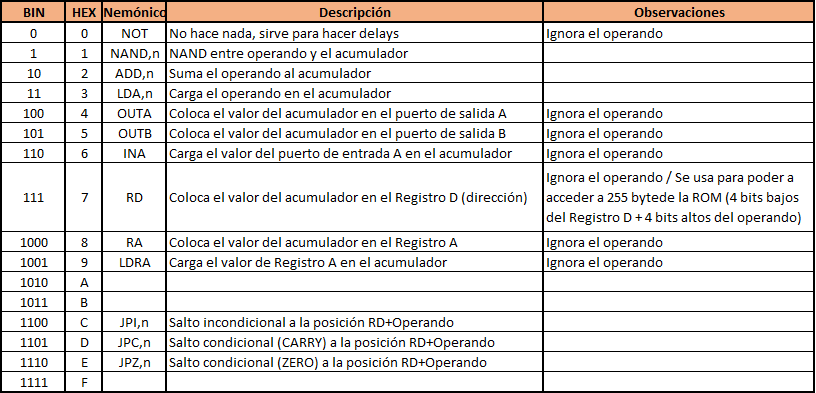 BIN HEX Nemónico Descripción Observaciones
0 0 NOT No hace nada, sirve para hacer delays Ignora el operando
1 1 NAND,n NAND entre operando y el acumulador
10 2 ADD,n Suma el operando al acumulador
11 3 LDA,n Carga el operando en el acumulador
100 4 OUTA Coloca el valor del acumulador en el puerto de salida A Ignora el operando
101 5 OUTB Coloca el valor del acumulador en el puerto de salida B Ignora el operando
110 6 INA Carga el valor del puerto de entrada A en el acumulador Ignora el operando
111 7 RD Coloca el valor del acumulador en el Registro D (dirección) Ignora el operando / Se usa para poder a
acceder a 255 bytede la ROM (4 bits bajos
del Registro D + 4 bits altos del operando)
1000 8 RA Coloca el valor del acumulador en el Registro A Ignora el operando
1001 9 LDRA Carga el valor de Registro A en el acumulador Ignora el operando
1010 A
1011 B
1100 C JPI,n Salto incondicional a la posición RD+Operando
1101 D JPC,n Salto condicional (CARRY) a la posición RD+Operando
1110 E JPZ,n Salto condicional (ZERO) a la posición RD+Operando
1111 F